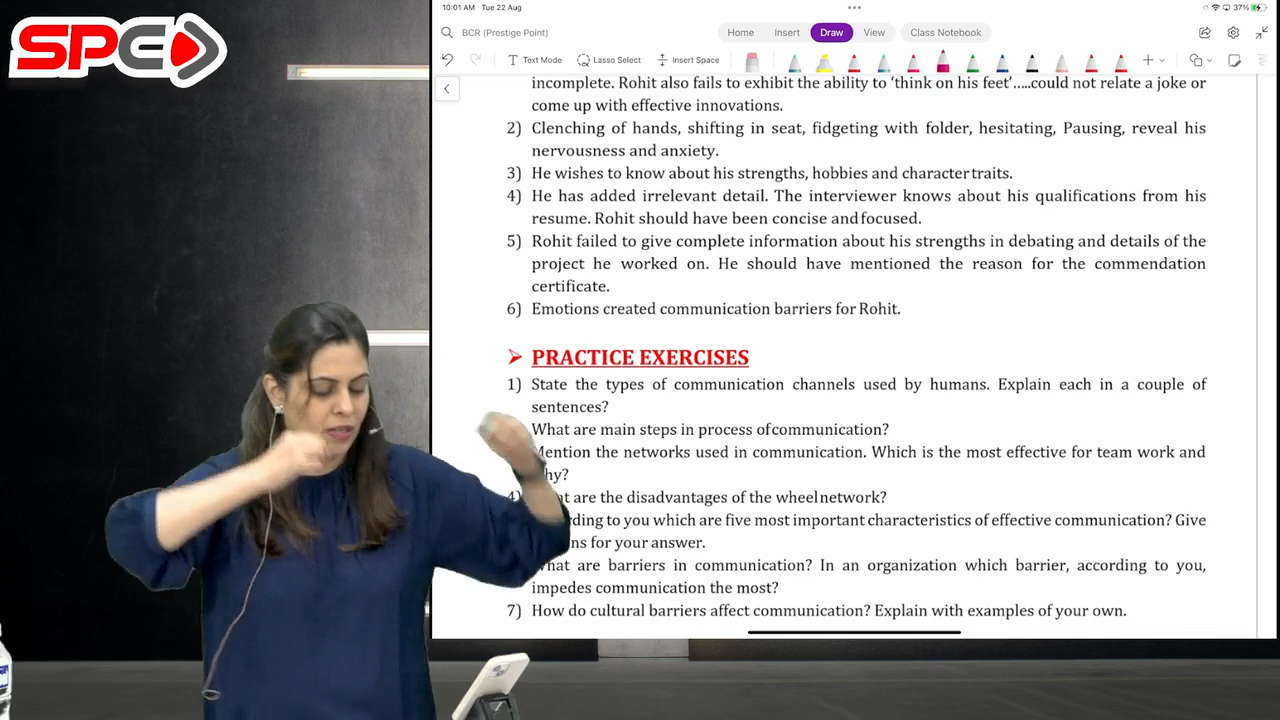 SPC
10:01 AM Tue 22 Aug
37%
BCR (Prestige Point)
Home Insert Draw View Class Notebook
Text Mode Lasso Select Insert Space
incomplete. Rohit also fails to exhibit the ability to 'think on his feet'.....could not relate a joke or
come up with effective innovations.
2) Clenching of hands, shifting in seat, fidgeting with folder, hesitating, Pausing, reveal his
nervousness and anxiety.
3) He wishes to know about his strengths, hobbies and character traits.
4) He has added irrelevant detail. The interviewer knows about his qualifications from his
resume. Rohit should have been concise and focused.
5) Rohit failed to give complete information about his strengths in debating and details of the
project he worked on. He should have mentioned the reason for the commendation
certificate.
6) Emotions created communication barriers for Rohit.
➢ PRACTICE EXERCISES
1) State the types of communication channels used by humans. Explain each in a couple of
sentences?
What are main steps in process of communication?
Mention the networks used in communication. Which is the most effective for team work and
hy?
4) at are the disadvantages of the wheel network?
rding to you which are five most important characteristics of effective communication? Give
ns for your answer.
hat are barriers in communication? In an organization which barrier, according to you,
impedes communication the most?
7) How do cultural barriers affect communication? Explain with examples of your own.